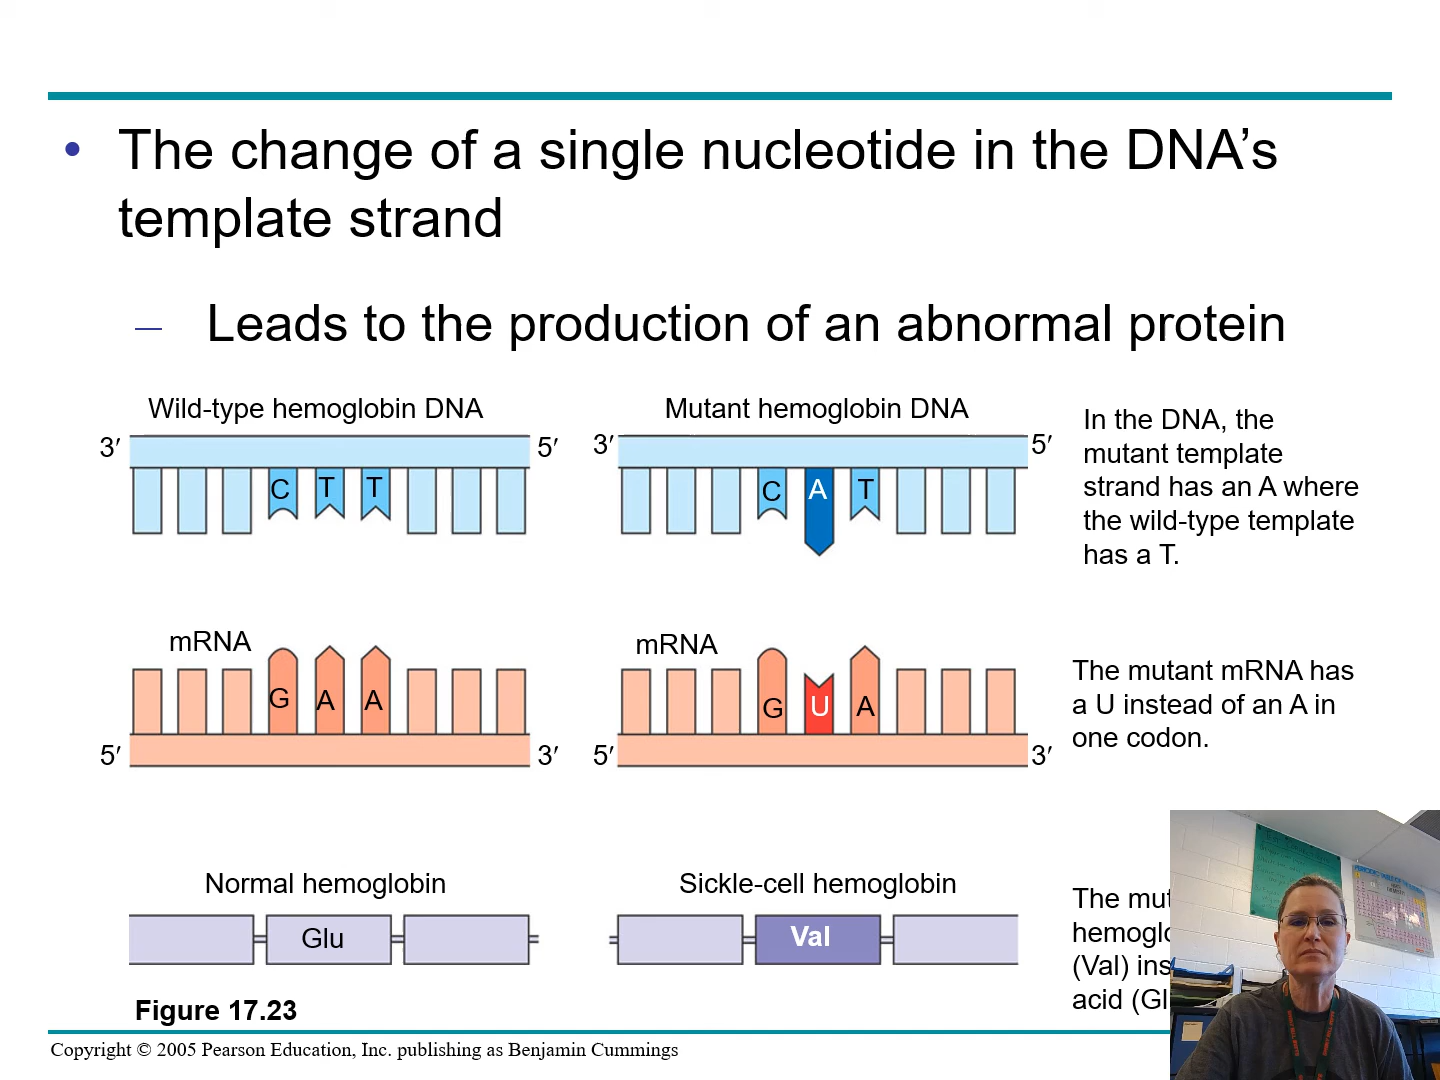 • The change of a single nucleotide in the DNA’s
template strand
– Leads to the production of an abnormal protein
Wild-type hemoglobin DNA
3′ 5′
C T T
Mutant hemoglobin DNA
3′ 5′
C A T
In the DNA, the
mutant template
strand has an A where
the wild-type template
has a T.
mRNA
G A A
5′ 3′
mRNA
G U A
5′ 3′
The mutant mRNA has
a U instead of an A in
one codon.
Normal hemoglobin
Glu
Sickle-cell hemoglobin
Val
The mut
hemoglo
(Val) ins
acid (Gl
Figure 17.23
Copyright © 2005 Pearson Education, Inc. publishing as Benjamin Cummings